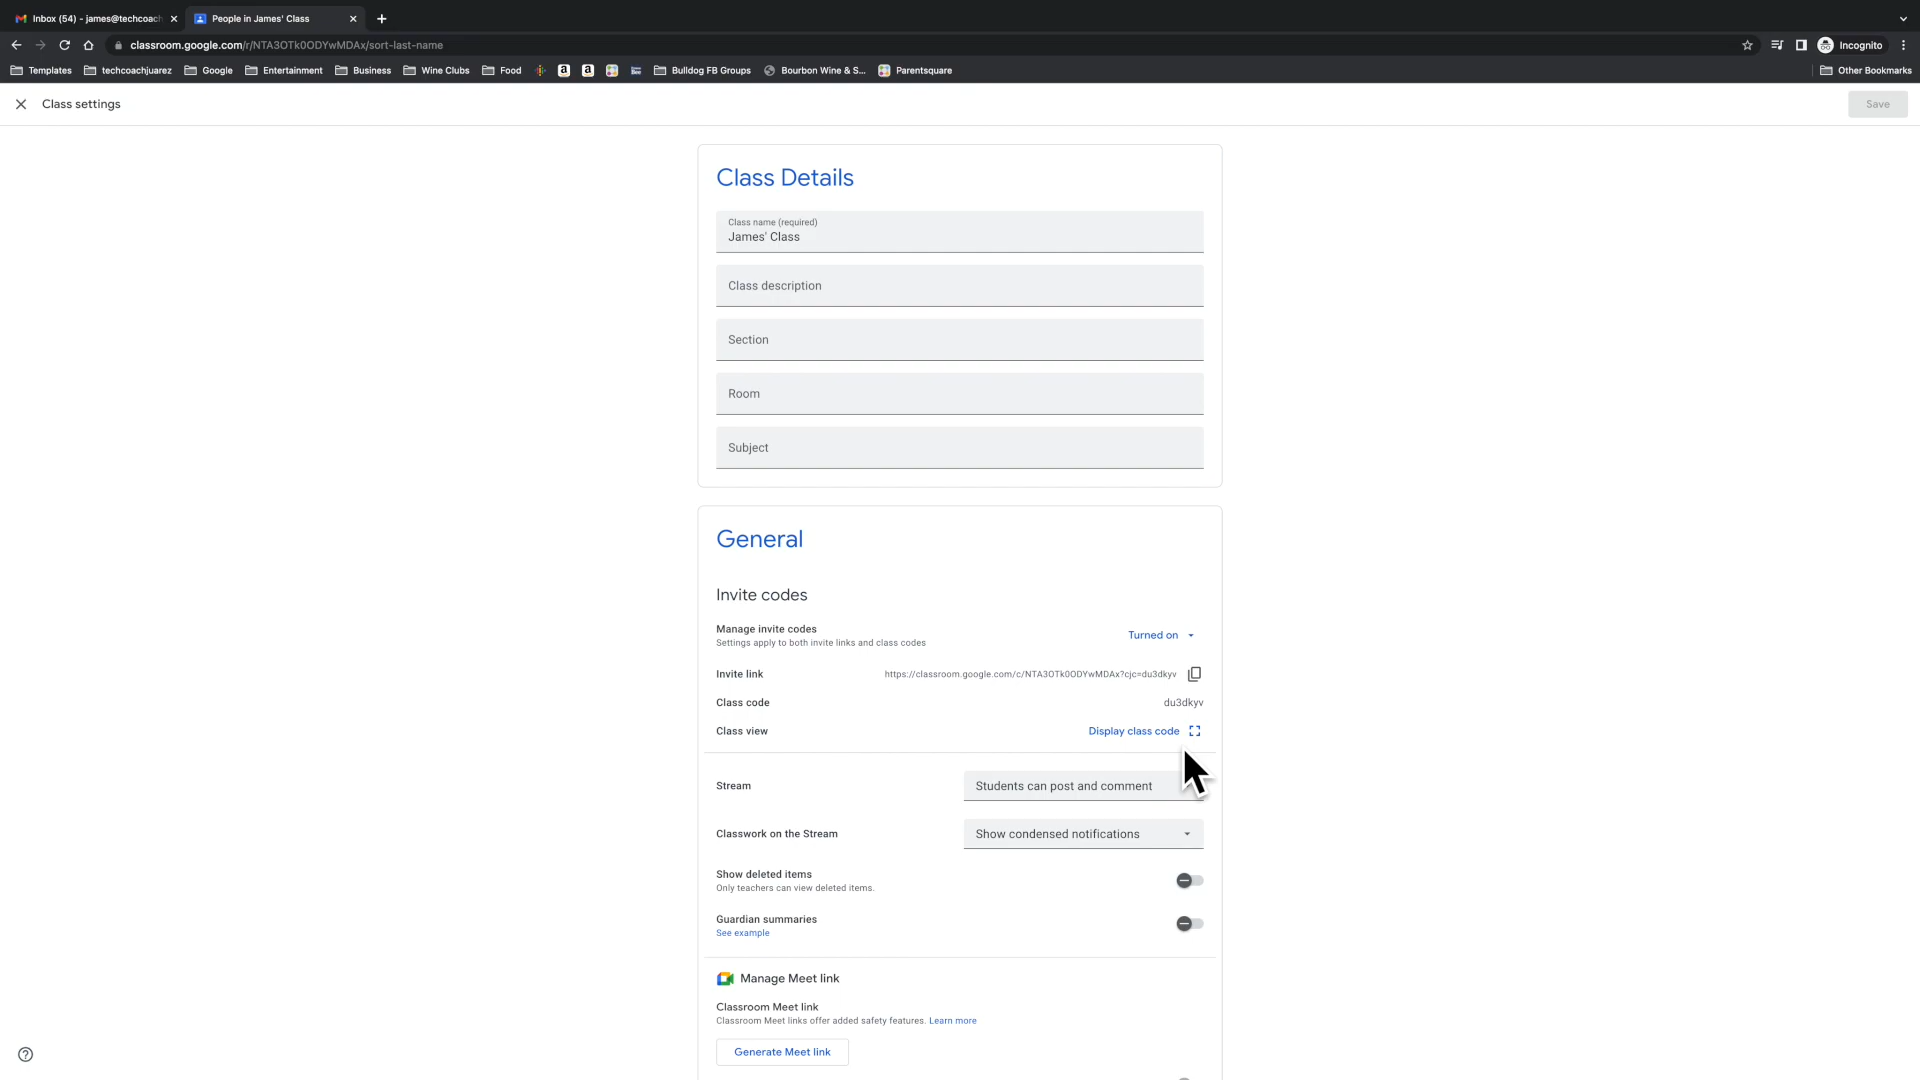 Inbox (54) - james@techcoach
People in James' Class
classroom.google.com/r/NTA3OTk0ODYwMDAx/sort-last-name
Incognito
Templates
techcoachjuarez
Google
Entertainment
Business
Wine Clubs
Food
a
a
Bulldog FB Groups
Bourbon Wine & S...
Parentsquare
Other Bookmarks
Class settings
Save
Class Details
Class name (required)
James' Class
Class description
Section
Room
Subject
General
Invite codes
Manage invite codes
Settings apply to both invite links and class codes
Turned on
Invite link
https://classroom.google.com/c/NTA3OTk0ODYwMDAx?cjc=du3dkyv
Class code
du3dkyv
Class view
Display class code
Stream
Students can post and comment
Classwork on the Stream
Show condensed notifications
Show deleted items
Only teachers can view deleted items.
Guardian summaries
See example
Manage Meet link
Classroom Meet link
Classroom Meet links offer added safety features. Learn more
Generate Meet link